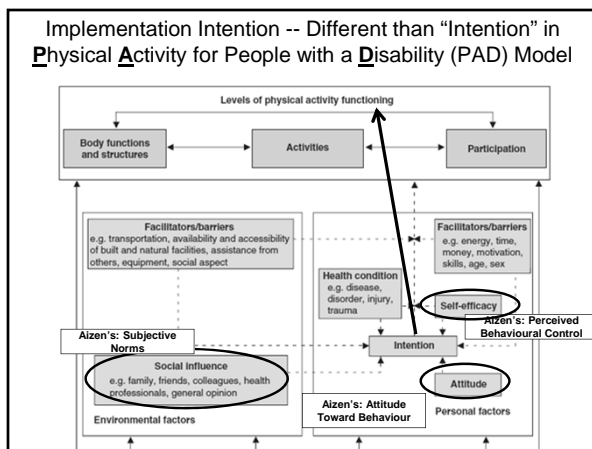 Implementation Intention -- Different than “Intention” in
Physical Activity for People with a Disability (PAD) Model
Levels of physical activity functioning
Body functions
and structures
Activities
Participation
Facilitators/barriers
e.g. transportation, availability and accessibility
of built and natural facilities, assistance from
others, equipment, social aspect
Facilitators/barriers
e.g. energy, time,
money, motivation,
skills, age, sex
Health condition
e.g. disease,
disorder, injury,
trauma
Self-efficacy
Aizen's: Subjective
Norms
Aizen's: Perceived
Behavioural Control
Intention
Social influence
e.g. family, friends, colleagues, health
professionals, general opinion
Attitude
Aizen's: Attitude
Toward Behaviour
Environmental factors
Personal factors